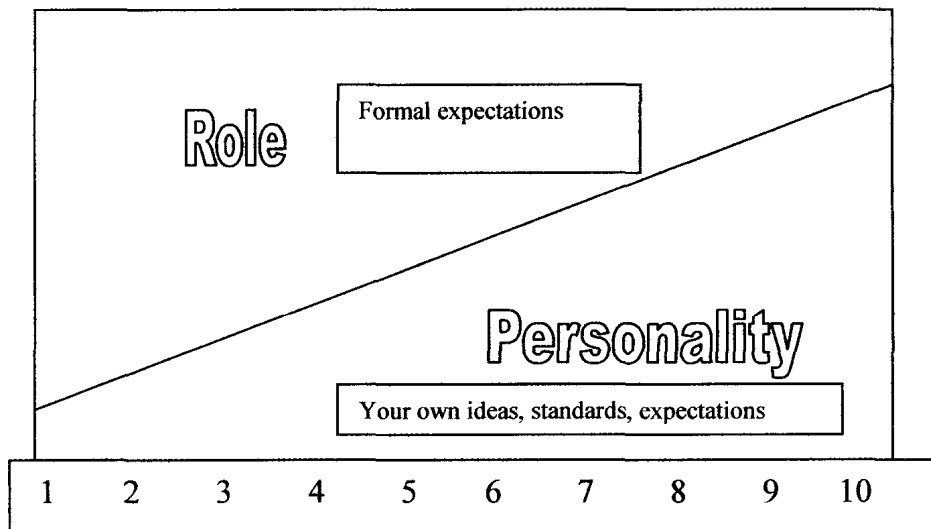 Role
Formal expectations
Personality
Your own ideas, standards, expectations
1 2 3 4 5 6 7 8 9 10